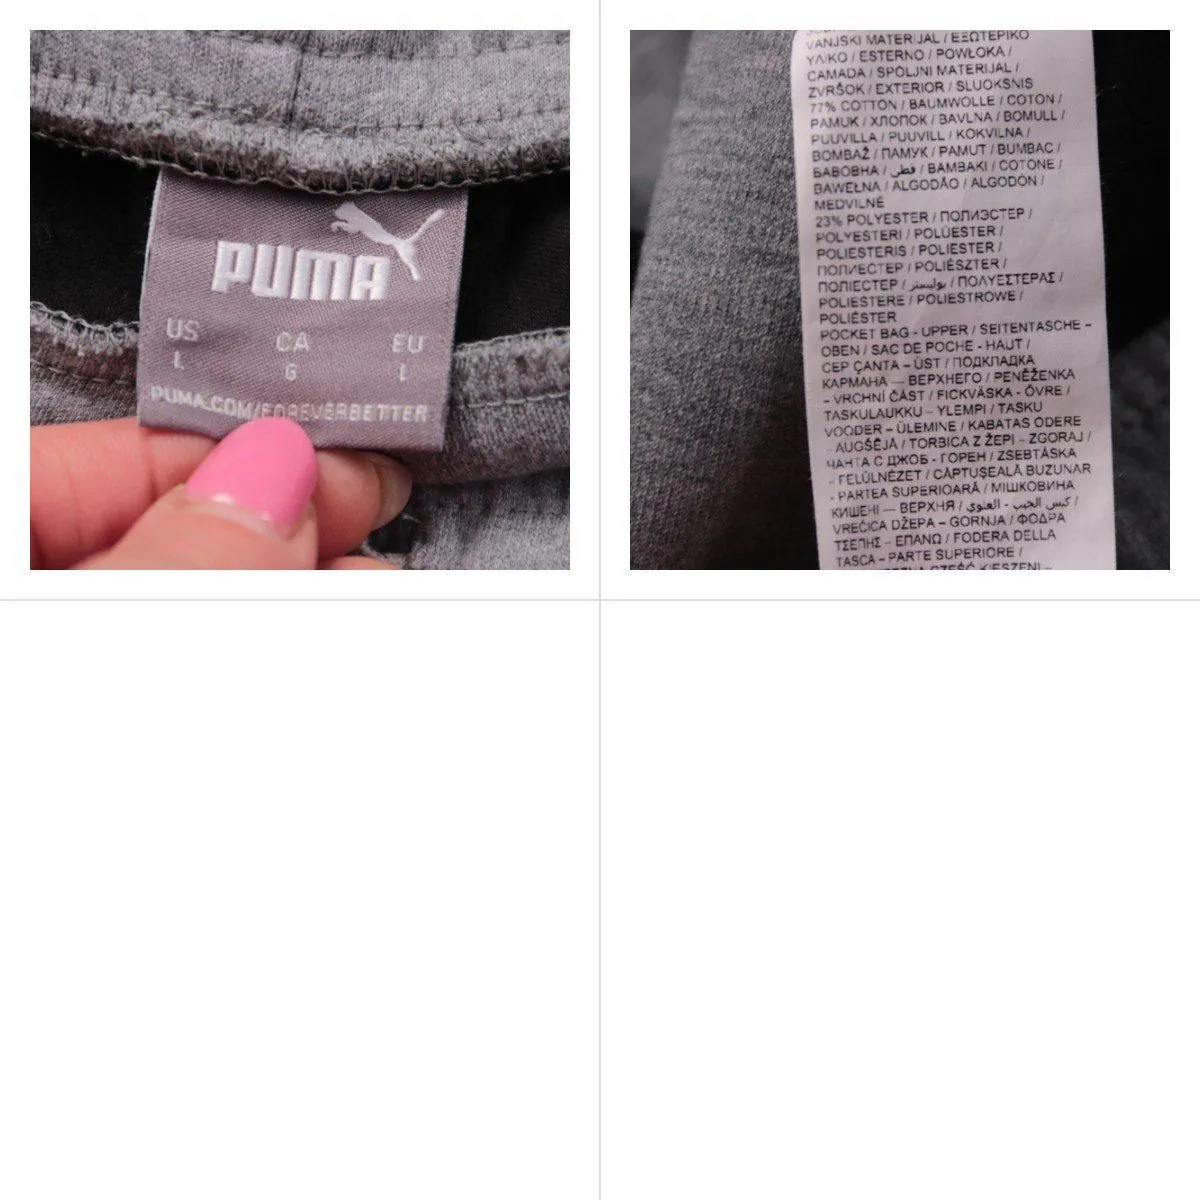 PUMA
US CA EU
L G L
PUMA.COM/FOREVERBETTER
VANJSKI MATERIJAL / ΕΞΩΤΕΡΙΚΟ
ΥΛΙΚΟ / ESTERNO / POWŁOKA /
CAMADA / SPOLJNI MATERIJAL /
ZVRŠOK / EXTERIOR / SLUOKSNIS
77% COTTON / BAUMWOLLE / COTON /
PAMUK / ХЛОПОК / BAVLNA / BOMULL /
PUUVILLA / PUUVILL / KOKVILNA /
BOMBAŽ / ПАМУК / PAMUT / BUMBAC /
БАВОВНА / قطن / ΒΑΜΒΑΚΙ / COTONE /
BAWEŁNA / ALGODÃO / ALGODÓN /
MEDVILNĖ
23% POLYESTER / ПОЛИЭСТЕР /
POLYESTERI / POLÜESTER /
POLIESTERIS / POLIESTER /
ПОЛИЕСТЕР / POLIÉSZTER /
ПОЛІЕСТЕР / بوليستر / ΠΟΛΥΕΣΤΕΡΑΣ /
POLIESTERE / POLIESTROWE /
POLIÉSTER
POCKET BAG - UPPER / SEITENTASCHE –
OBEN / SAC DE POCHE - HAUT /
CEP ÇANTA – ÜST / ПОДКЛАДКА
КАРМАНА — ВЕРХНЕГО / PENĚŽENKA
– VRCHNÍ ČÁST / FICKVÄSKA - ÖVRE /
TASKULAUKKU – YLEMPI / TASKU
VOODER – ÜLEMINE / KABATAS ODERE
- AUGŠĒJĀ / TORBICA Z ŽEPI - ZGORAJ /
ЧАНТА С ДЖОБ - ГОРЕН / ZSEBTÁSKA
- FELÜLNÉZET / CĂPTUȘEALĂ BUZUNAR
- PARTEA SUPERIOARĂ / МІШКОВИНА
КИШЕНІ — ВЕРХНЯ / كيس الجيب - العلوي /
VREĆICA DŽEPA – GORNJA / ΦΟΔΡΑ
ΤΣΕΠΗΣ – ΕΠΑΝΩ / FODERA DELLA
TASCA – PARTE SUPERIORE /
CZĘŚĆ KIESZENI –